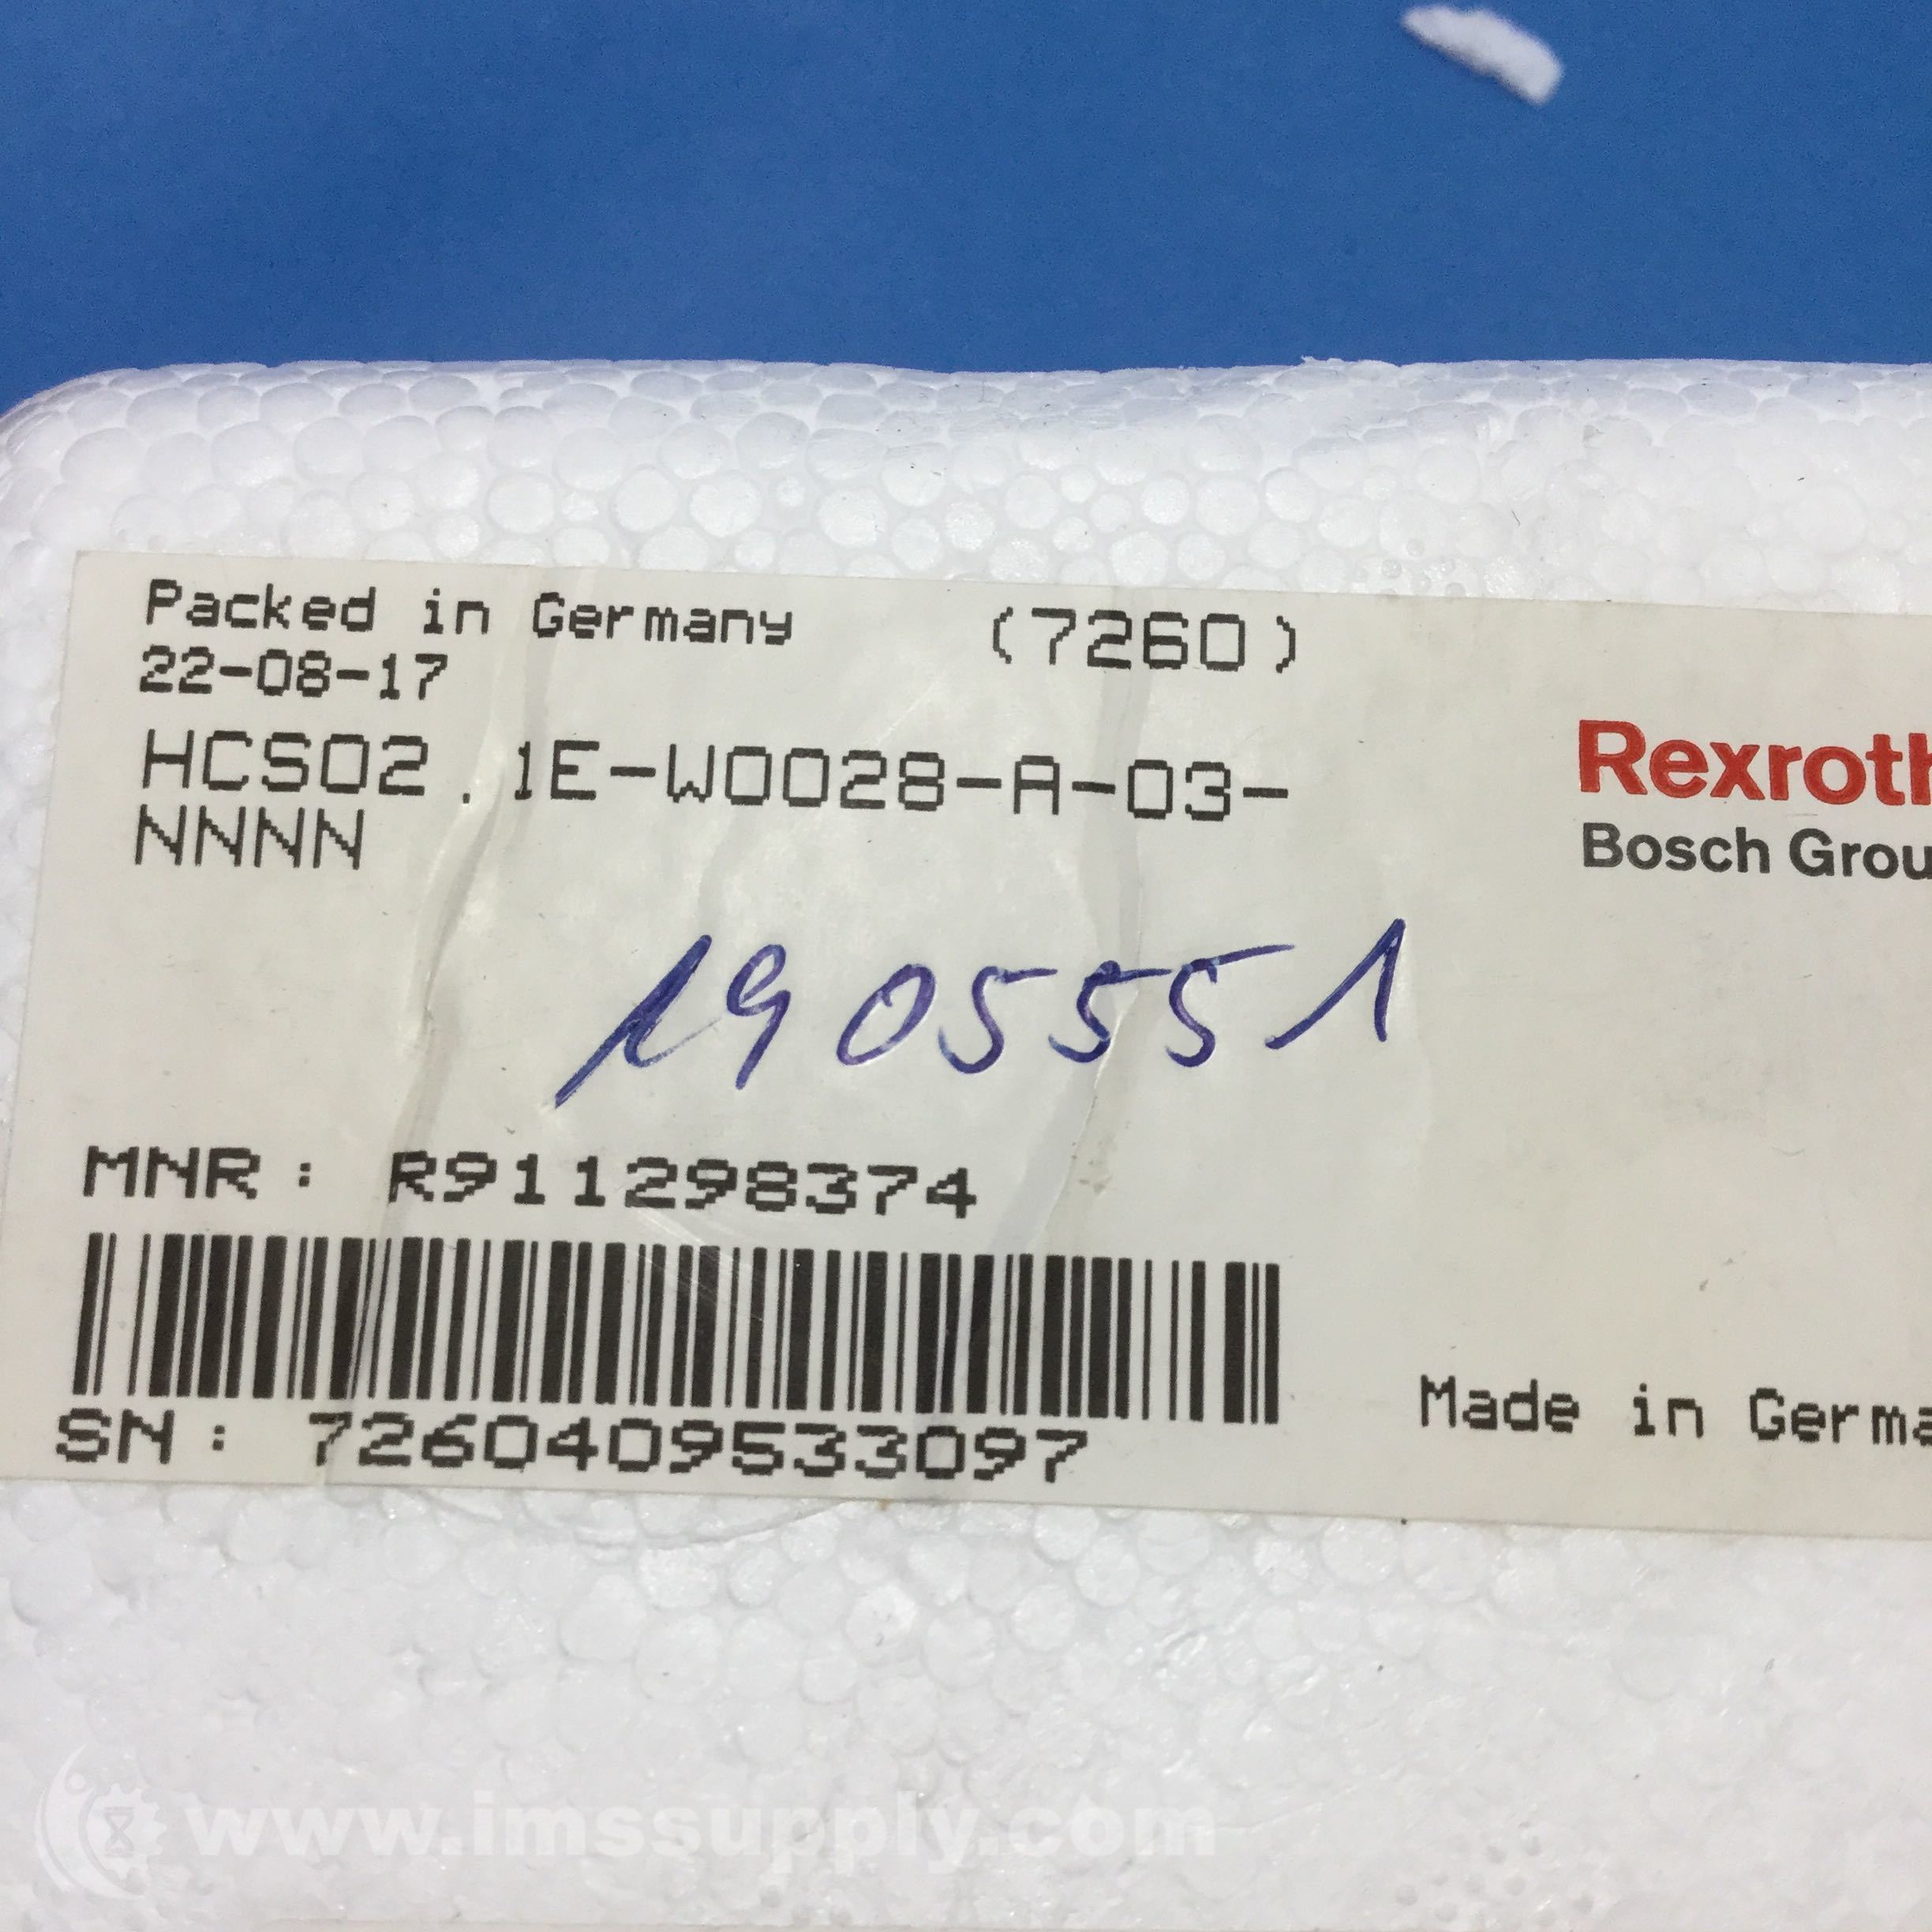 Packed in Germany (7260)
22-08-17
HCS02.1E-W0028-A-03-
NNNN
Rexroth
Bosch Grou
1905551
MNR: R911298374
SN: 7260409533097
Made in Germa
www.imssupply.com